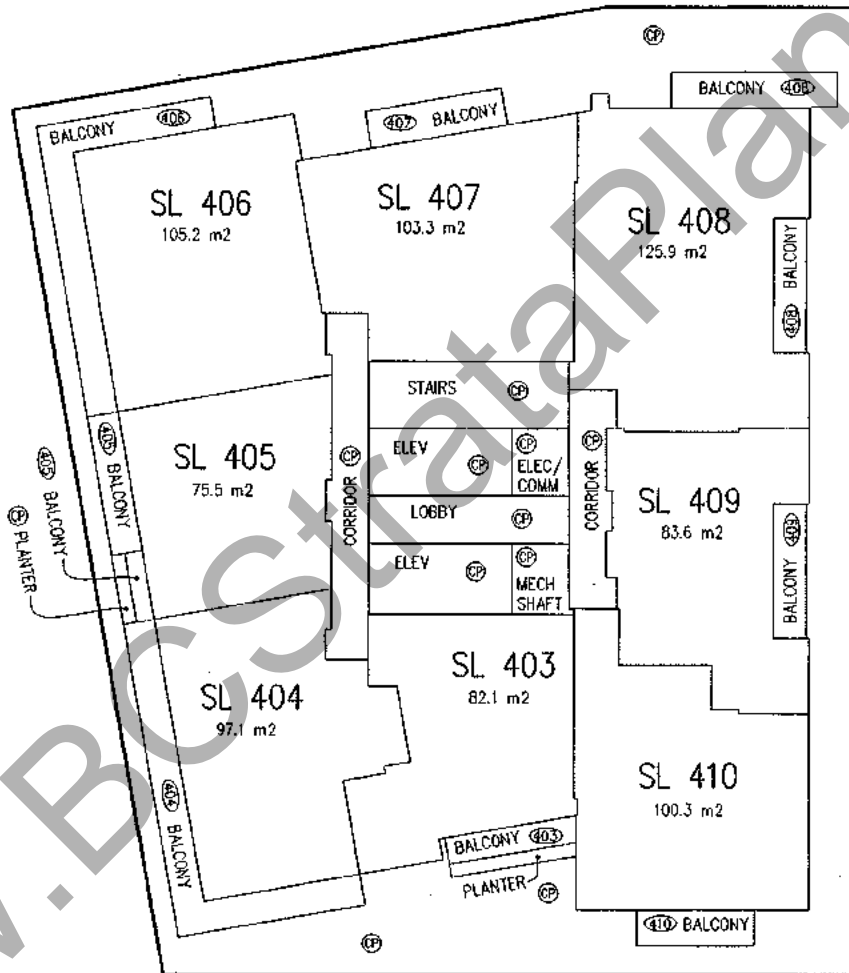 CP
BALCONY 408
BALCONY 406
407 BALCONY
SL 406
105.2 m2
SL 407
103.3 m2
SL 408
125.9 m2
BALCONY
408
STAIRS CP
405 BALCONY
405 BALCONY
CP PLANTER
SL 405
75.5 m2
CORRIDOR CP
ELEV CP
CP
ELEC/
COMM
LOBBY CP
ELEV CP
CP
MECH
SHAFT
CORRIDOR CP
SL 409
83.6 m2
BALCONY 409
SL 404
97.1 m2
SL 403
82.1 m2
SL 410
100.3 m2
404 BALCONY
BALCONY 403
PLANTER CP
410 BALCONY
CP
.BCStrataPlan